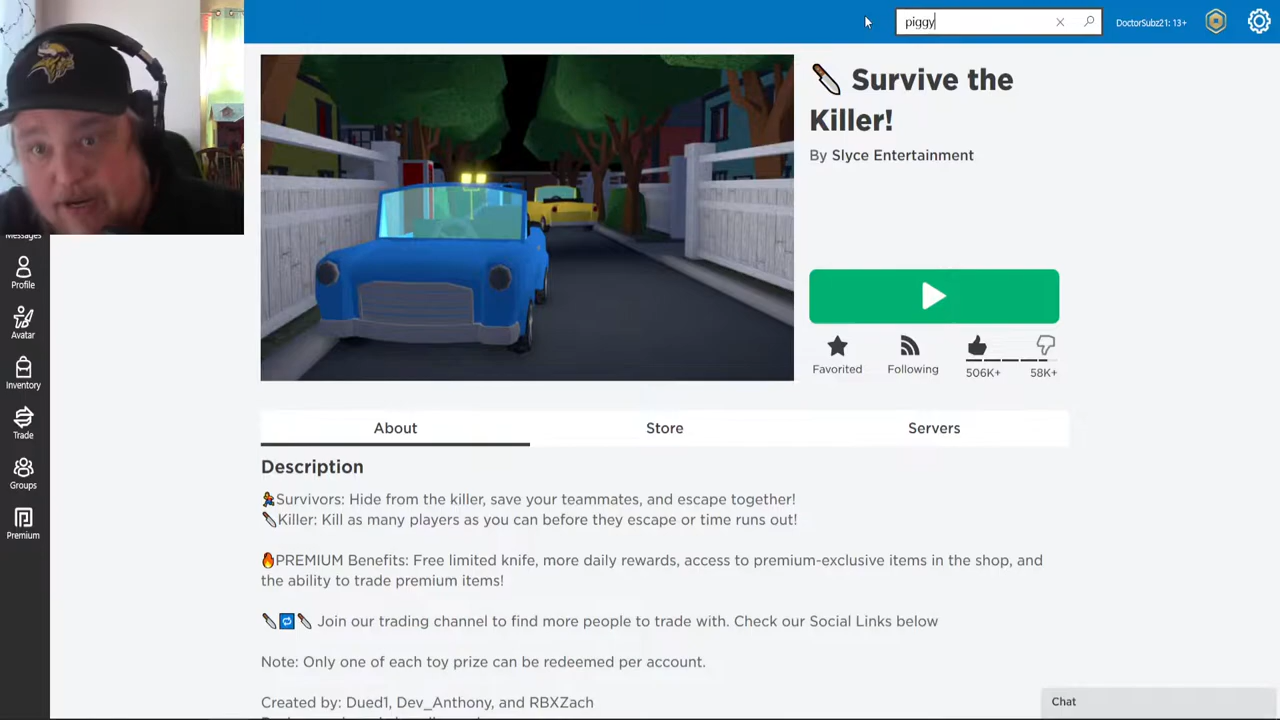 piggy
DoctorSubz21: 13+
🔪 Survive the
Killer!
By Slyce Entertainment
Messages
Profile
Avatar
Inventory
Trade
Groups
Premium
Favorited
Following
506K+
58K+
About
Store
Servers
Description
Survivors: Hide from the killer, save your teammates, and escape together!
🔪Killer: Kill as many players as you can before they escape or time runs out!
🔥PREMIUM Benefits: Free limited knife, more daily rewards, access to premium-exclusive items in the shop, and
the ability to trade premium items!
🔪🔁🔪 Join our trading channel to find more people to trade with. Check our Social Links below
Note: Only one of each toy prize can be redeemed per account.
Created by: Dued1, Dev_Anthony, and RBXZach
Chat